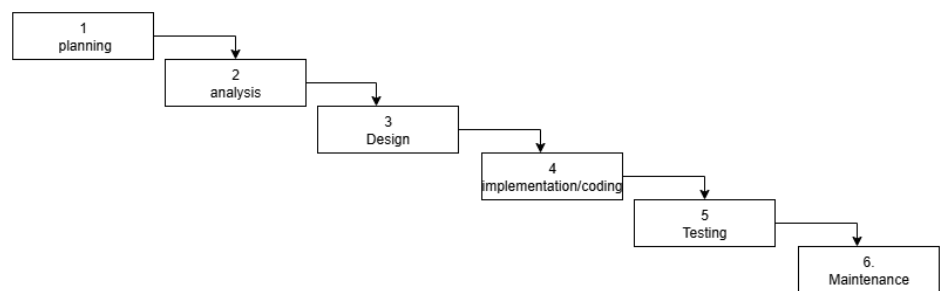 1
planning
2
analysis
3
Design
4
implementation/coding
5
Testing
6.
Maintenance